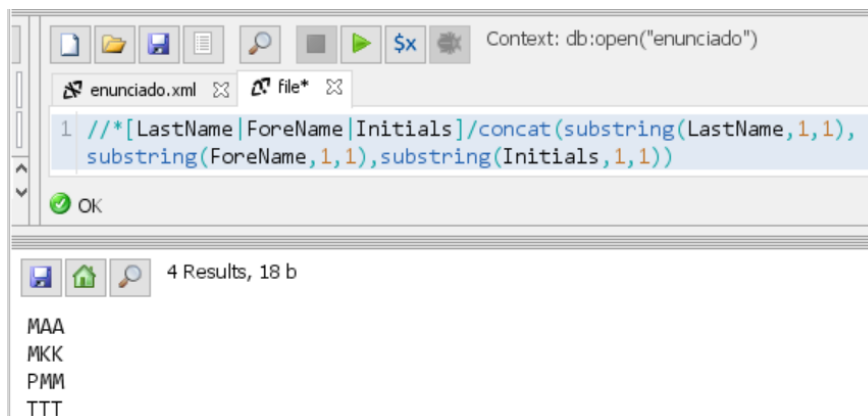 $x
Context: db:open("enunciado")
enunciado.xml
file*
1 //*[LastName|ForeName|Initials]/concat(substring(LastName,1,1),
substring(ForeName,1,1),substring(Initials,1,1))
OK
4 Results, 18 b
MAA
MKK
PMM
TTT